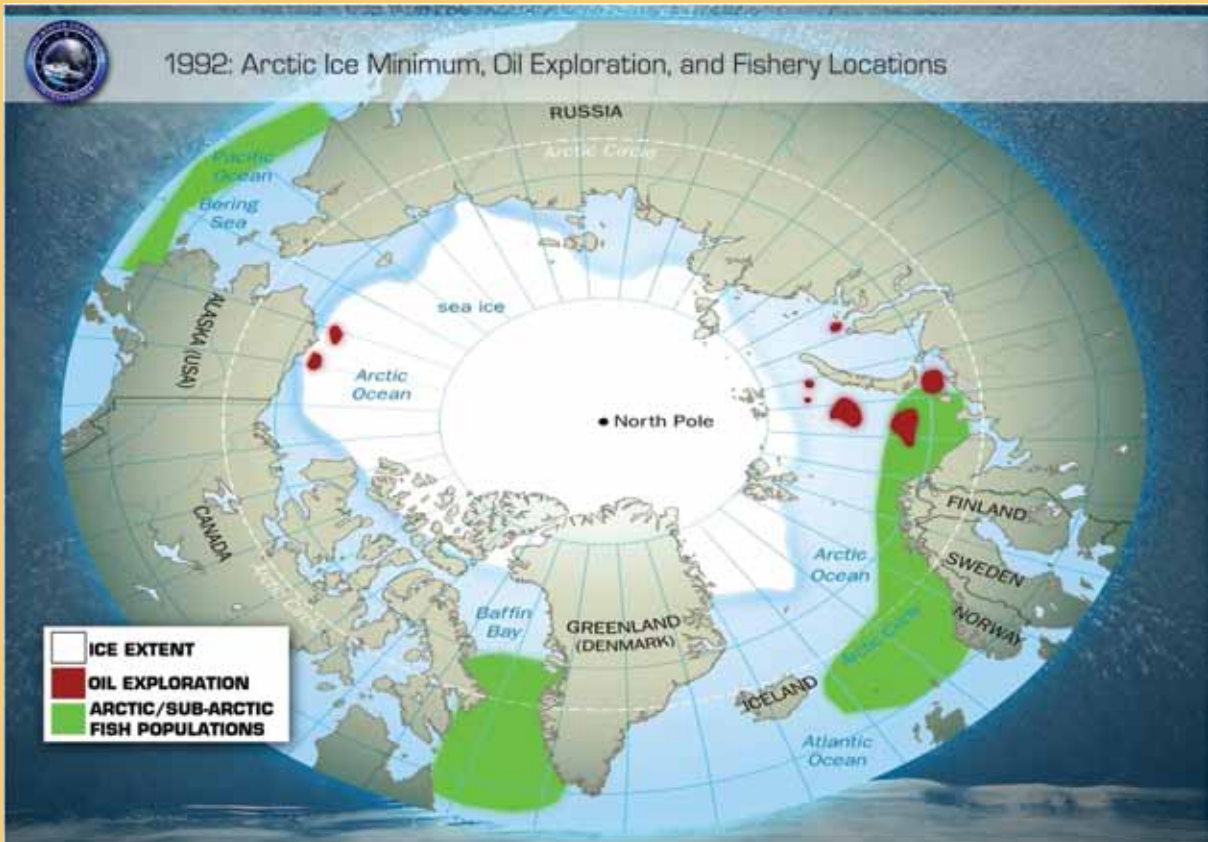 1992: Arctic Ice Minimum, Oil Exploration, and Fishery Locations
RUSSIA
Arctic Circle
Pacific
Ocean
Bering
Sea
ALASKA (USA)
sea ice
Arctic
Ocean
North Pole
CANADA
FINLAND
SWEDEN
NORWAY
Arctic
Ocean
Arctic Circle
Baffin
Bay
GREENLAND
(DENMARK)
ICELAND
Atlantic
Ocean
ICE EXTENT
OIL EXPLORATION
ARCTIC/SUB-ARCTIC
FISH POPULATIONS